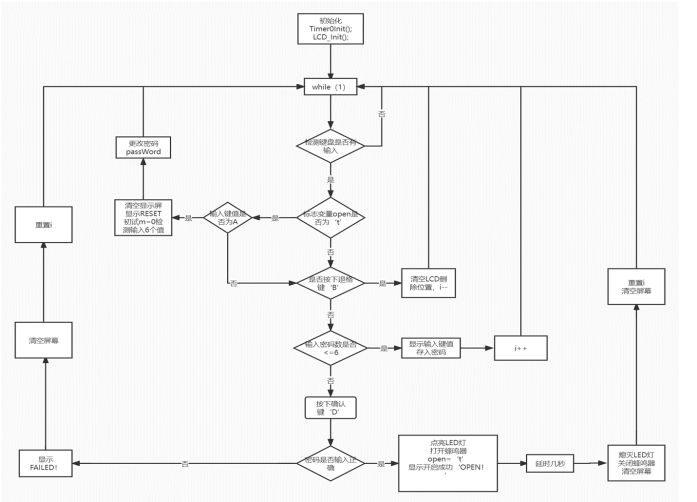 初始化
Timer0Init();
LCD_Init();
while（1）
否
检测键盘是否有
输入
是
更改密码
passWord
清空显示屏
显示RESET
初试m=0检
测输入6个值
是
输入键值是
否为A
是
标志变量open是
否为‘t’
否
否
是否按下退格
键‘B’
是
清空LCD删
除位置，i--
否
输入密码数是否
<=6
是
显示输入键值
存入密码
i++
否
按下确认
键‘D’
重置i
清空屏幕
显示
FAILED！
否
密码是否输入正
确
是
点亮LED灯
打开蜂鸣器
open=‘t’
显示开启成功‘OPEN！
’
延时几秒
熄灭LED灯
关闭蜂鸣器
清空屏幕
重置i
清空屏幕